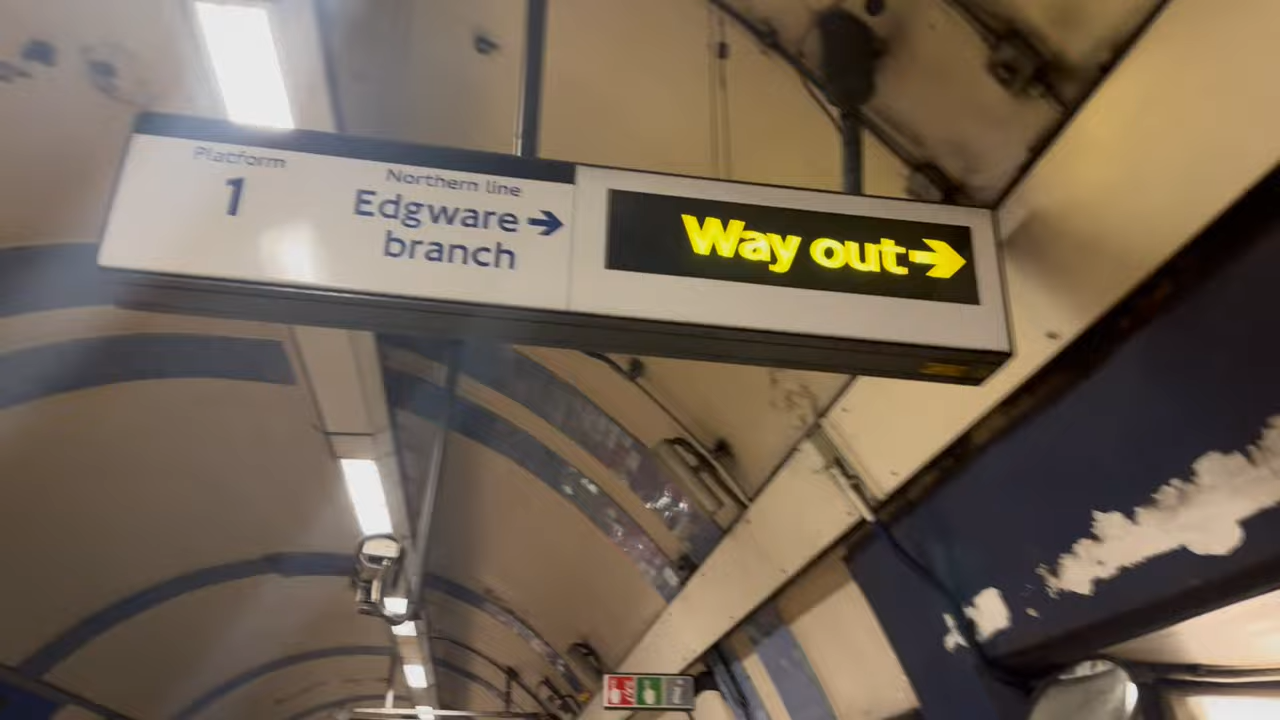 Platform
1
Northern line
Edgware →
branch
Way out →